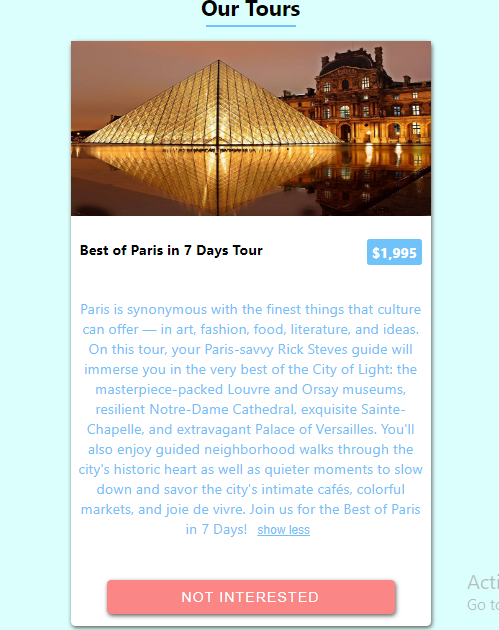 Our Tours
Best of Paris in 7 Days Tour
$1,995
Paris is synonymous with the finest things that culture
can offer — in art, fashion, food, literature, and ideas.
On this tour, your Paris-savvy Rick Steves guide will
immerse you in the very best of the City of Light: the
masterpiece-packed Louvre and Orsay museums,
resilient Notre-Dame Cathedral, exquisite Sainte-
Chapelle, and extravagant Palace of Versailles. You'll
also enjoy guided neighborhood walks through the
city's historic heart as well as quieter moments to slow
down and savor the city's intimate cafés, colorful
markets, and joie de vivre. Join us for the Best of Paris
in 7 Days! show less
NOT INTERESTED
Acti
Go to